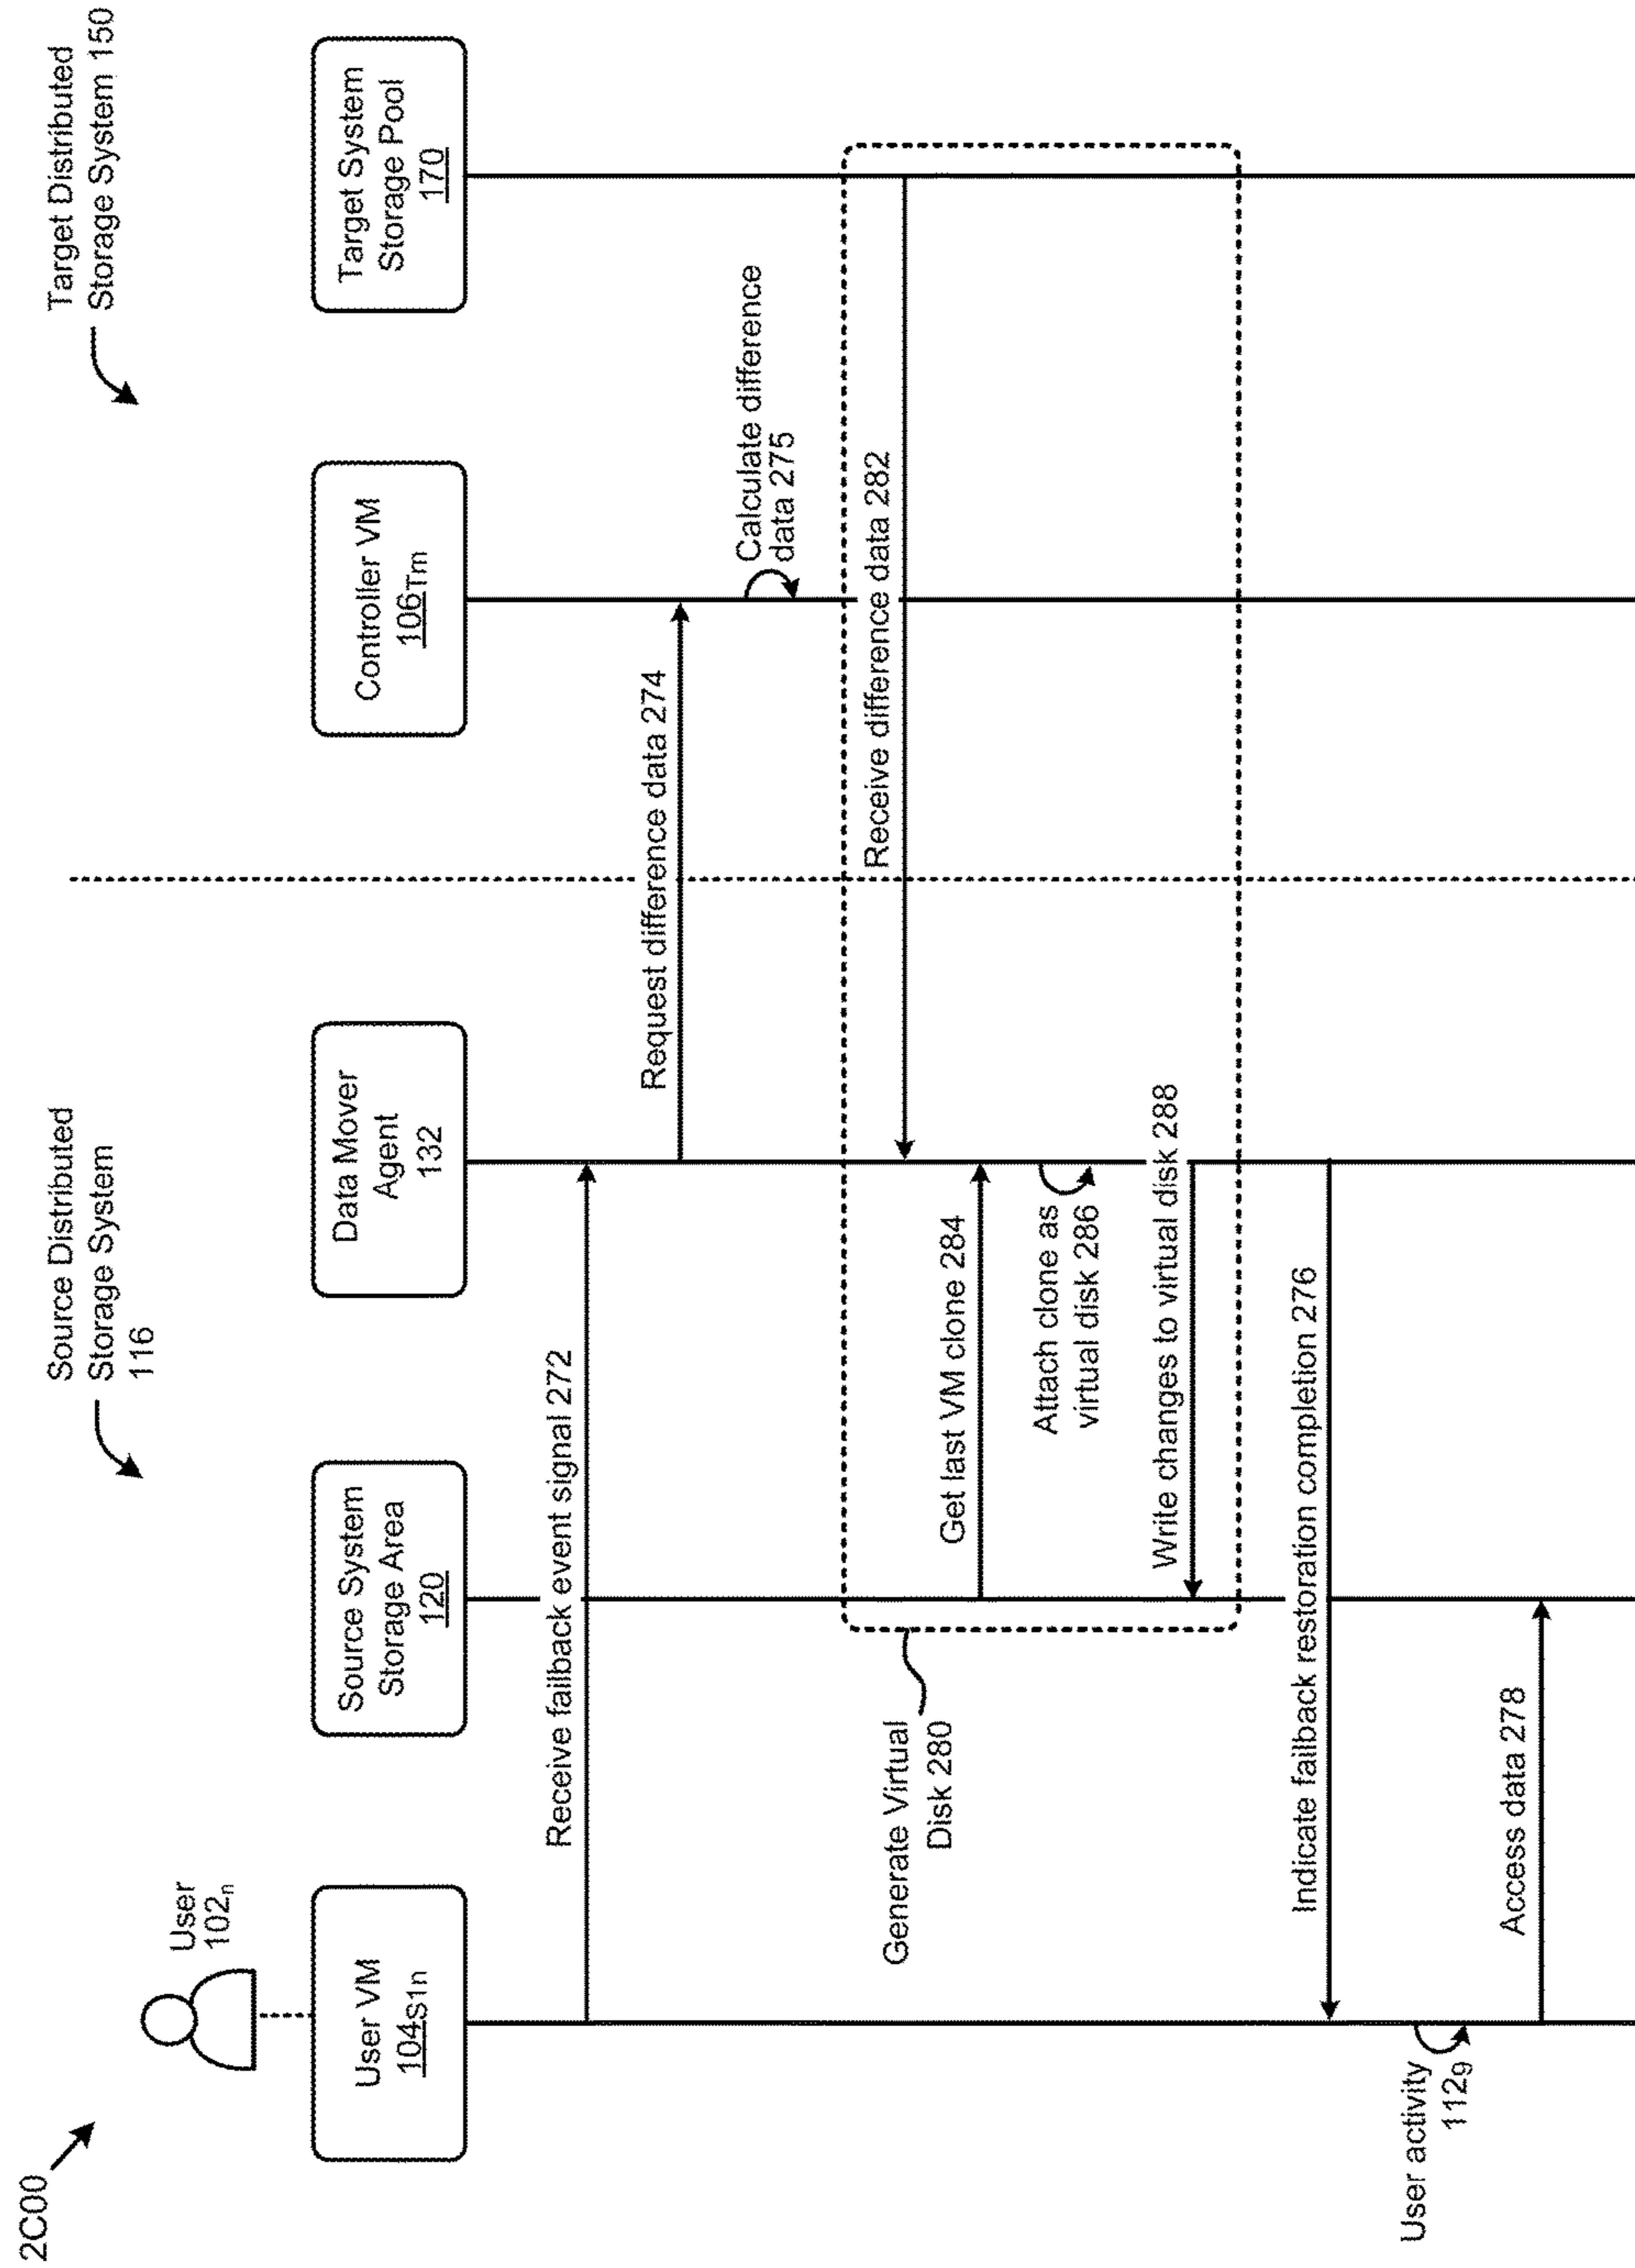 2C00
Source Distributed
Storage System
116
Target Distributed
Storage System 150
User
102n
User VM
104S1n
Source System
Storage Area
120
Data Mover
Agent
132
Controller VM
106Tm
Target System
Storage Pool
170
Receive failback event signal 272
Request difference data 274
Calculate difference
data 275
Generate Virtual
Disk 280
Receive difference data 282
Get last VM clone 284
Attach clone as
virtual disk 286
Write changes to virtual disk 288
Indicate failback restoration completion 276
User activity
1129
Access data 278